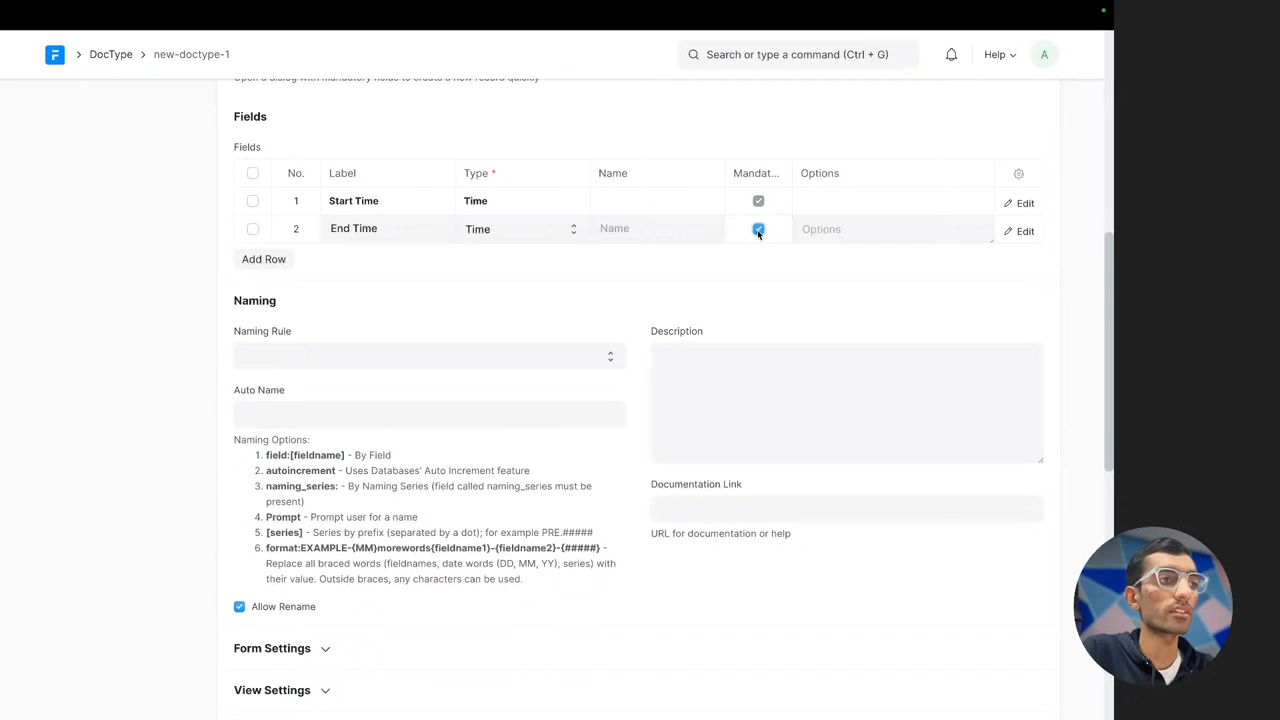 DocType
new-doctype-1
Search or type a command (Ctrl + G)
Help
A
Open a dialog with mandatory fields to create a new record quickly
Fields
Fields
No. Label Type * Name Mandat... Options
1 Start Time Time Edit
2 End Time Time Name Options Edit
Add Row
Naming
Naming Rule
Description
Auto Name
Naming Options:
1. field:[fieldname] - By Field
2. autoincrement - Uses Databases' Auto Increment feature
3. naming_series: - By Naming Series (field called naming_series must be
present)
4. Prompt - Prompt user for a name
5. [series] - Series by prefix (separated by a dot); for example PRE.#####
6. format:EXAMPLE-{MM}morewords{fieldname1}-{fieldname2}-{#####} -
Replace all braced words (fieldnames, date words (DD, MM, YY), series) with
their value. Outside braces, any characters can be used.
Documentation Link
URL for documentation or help
Allow Rename
Form Settings
View Settings